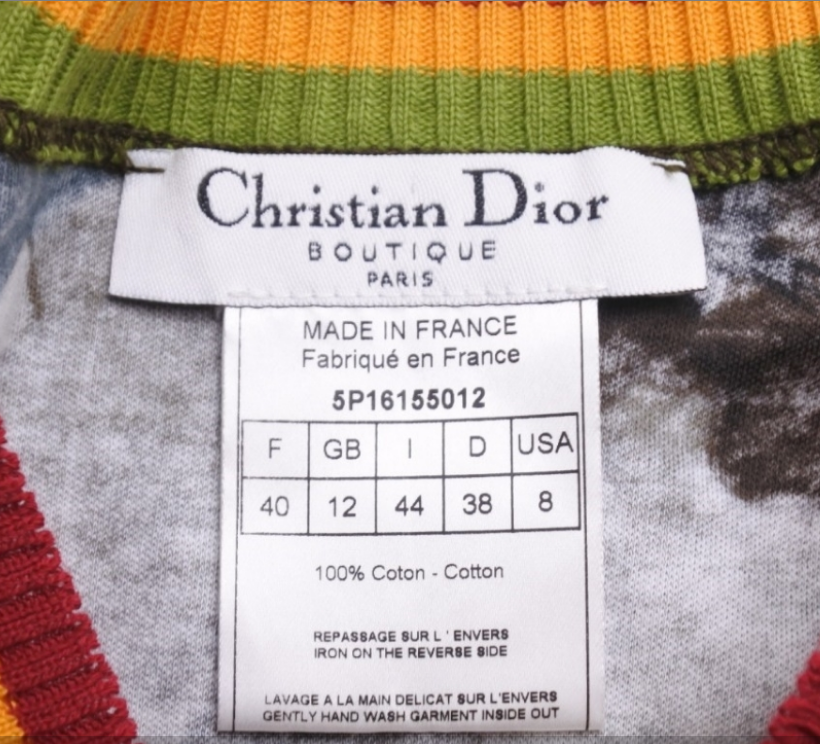 Christian Dior
BOUTIQUE
PARIS
MADE IN FRANCE
Fabriqué en France
5P16155012
F GB I D USA
40 12 44 38 8
100% Coton - Cotton
REPASSAGE SUR L ' ENVERS
IRON ON THE REVERSE SIDE
LAVAGE A LA MAIN DELICAT SUR L'ENVERS
GENTLY HAND WASH GARMENT INSIDE OUT